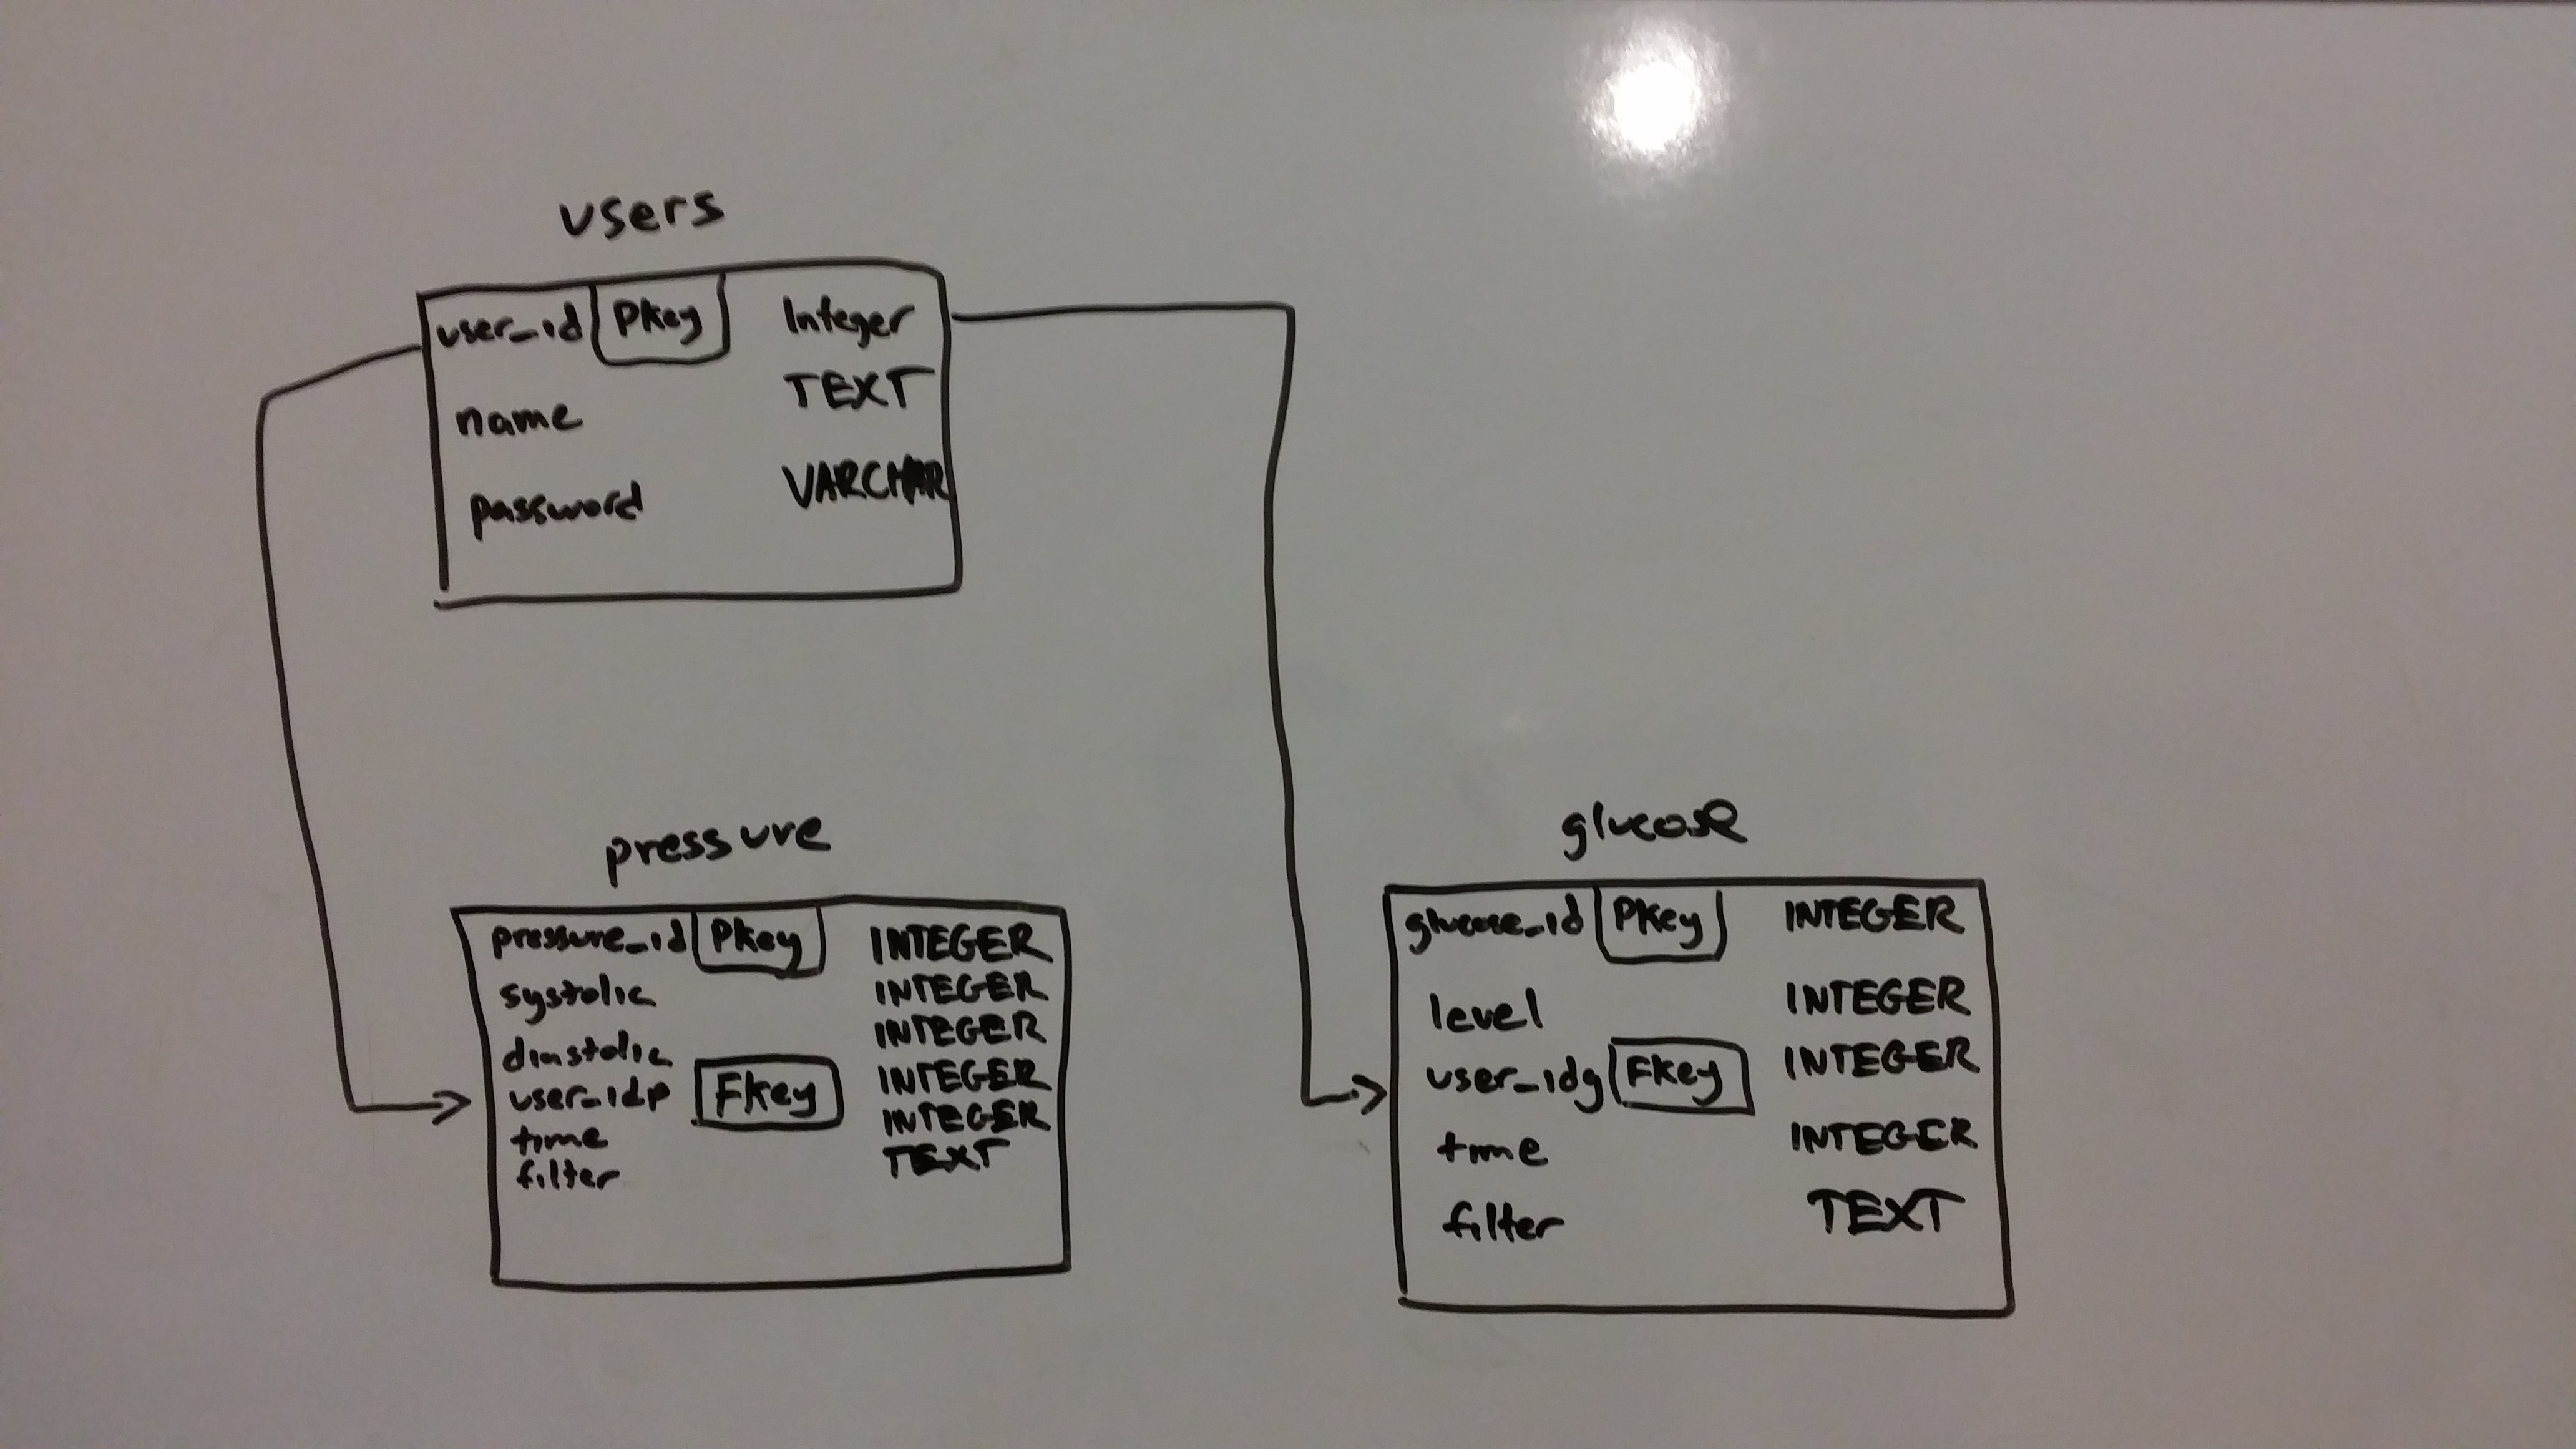 users
user_id Pkey Integer
name TEXT
password VARCHAR
pressure
pressure_id Pkey INTEGER
systolic INTEGER
diastolic INTEGER
user_idp Fkey INTEGER
time INTEGER
filter TEXT
glucose
glucose_id Pkey INTEGER
level INTEGER
user_idg Fkey INTEGER
time INTEGER
filter TEXT